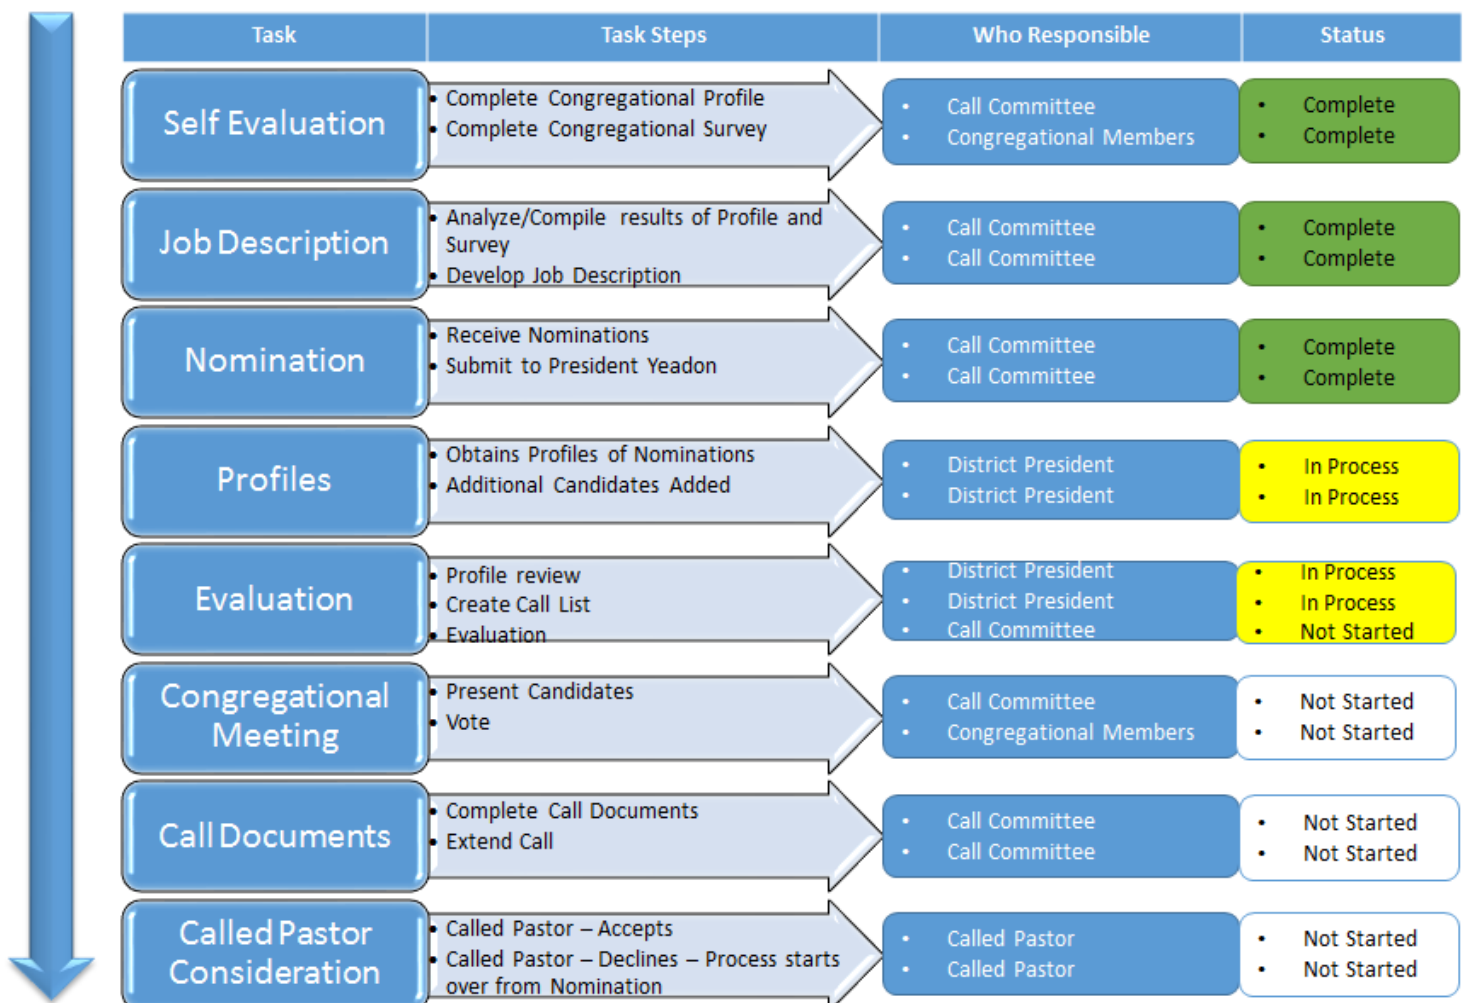 Task Task Steps Who Responsible Status
Self Evaluation
• Complete Congregational Profile
• Complete Congregational Survey
• Call Committee
• Congregational Members
• Complete
• Complete
Job Description
• Analyze/Compile results of Profile and
Survey
• Develop Job Description
• Call Committee
• Call Committee
• Complete
• Complete
Nomination
• Receive Nominations
• Submit to President Yeadon
• Call Committee
• Call Committee
• Complete
• Complete
Profiles
• Obtains Profiles of Nominations
• Additional Candidates Added
• District President
• District President
• In Process
• In Process
Evaluation
• Profile review
• Create Call List
• Evaluation
• District President
• District President
• Call Committee
• In Process
• In Process
• Not Started
Congregational
Meeting
• Present Candidates
• Vote
• Call Committee
• Congregational Members
• Not Started
• Not Started
Call Documents
• Complete Call Documents
• Extend Call
• Call Committee
• Call Committee
• Not Started
• Not Started
Called Pastor
Consideration
• Called Pastor – Accepts
• Called Pastor – Declines – Process starts
over from Nomination
• Called Pastor
• Called Pastor
• Not Started
• Not Started